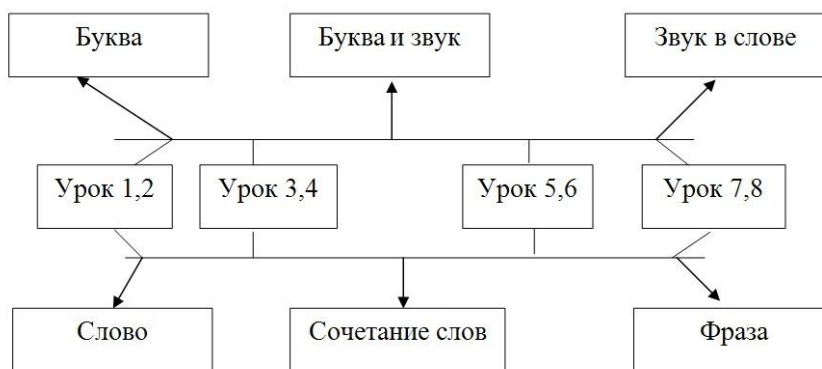 Буква
Буква и звук
Звук в слове
Урок 1,2
Урок 3,4
Урок 5,6
Урок 7,8
Слово
Сочетание слов
Фраза